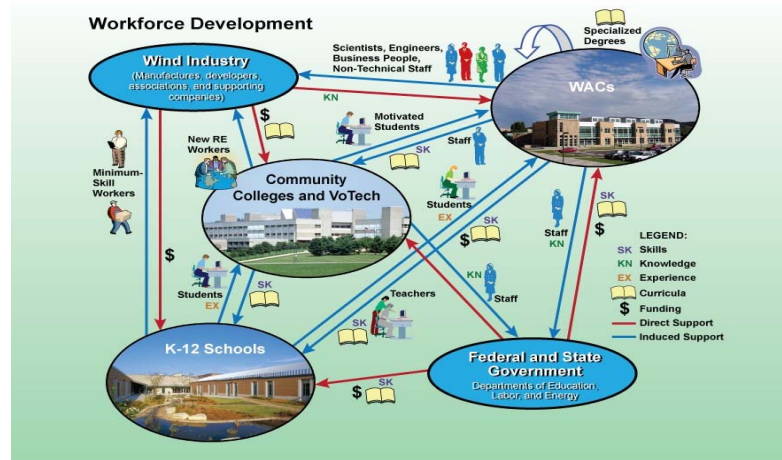 Workforce Development
Wind Industry
(Manufactures, developers,
associations, and supporting
companies)
Scientists, Engineers,
Business People,
Non-Technical Staff
Specialized
Degrees
WACs
KN
$
Motivated
Students
SK
Staff
New RE
Workers
Minimum-
Skill
Workers
Community
Colleges and VoTech
Students
EX
SK
$
Staff
KN
SK
$
$
Students
EX
SK
$
KN
Staff
Teachers
SK
$
K-12 Schools
Federal and State
Government
Departments of Education,
Labor, and Energy
SK
$
LEGEND:
SK Skills
KN Knowledge
EX Experience
Curricula
$ Funding
Direct Support
Induced Support